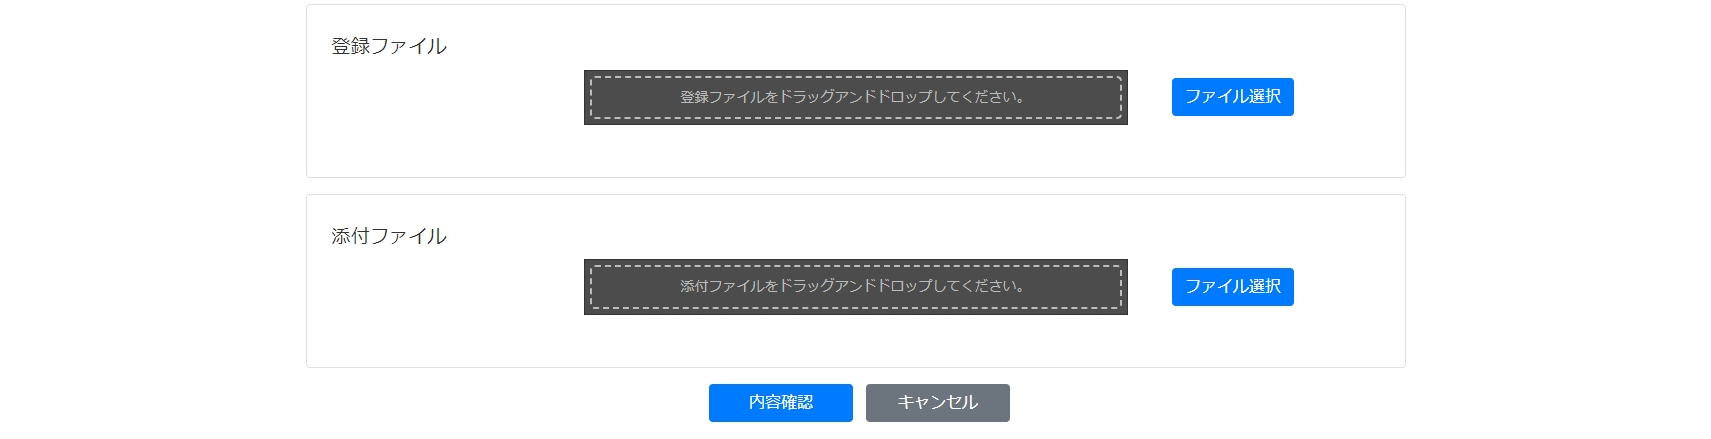 登録ファイル
登録ファイルをドラッグアンドドロップしてください。
ファイル選択
添付ファイル
添付ファイルをドラッグアンドドロップしてください。
ファイル選択
内容確認
キャンセル